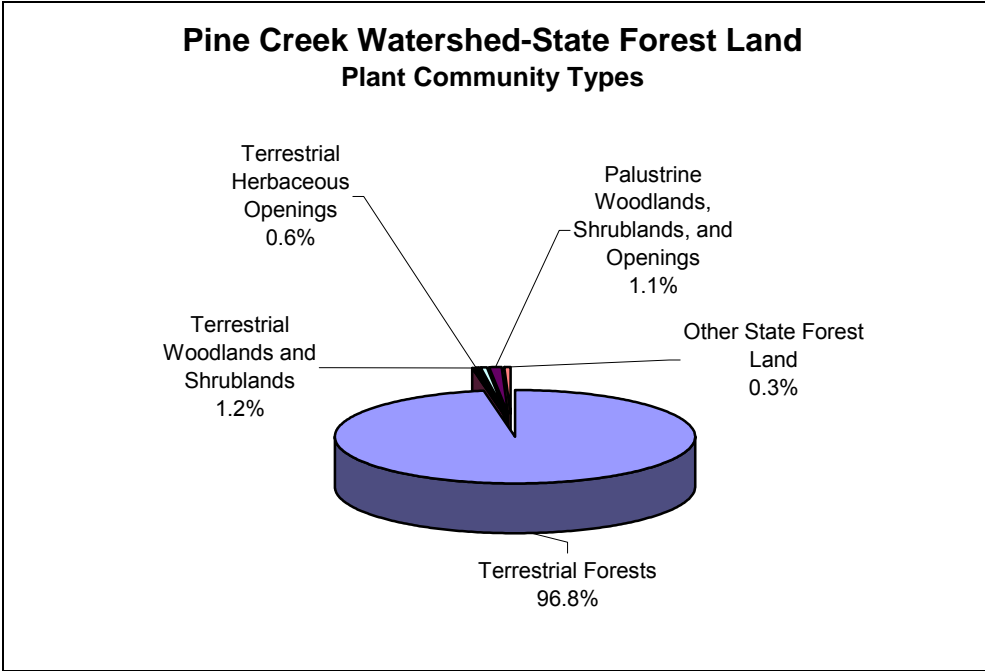 Pine Creek Watershed-State Forest Land
Plant Community Types
Terrestrial
Herbaceous
Openings
0.6%
Palustrine
Woodlands,
Shrublands, and
Openings
1.1%
Terrestrial
Woodlands and
Shrublands
1.2%
Other State Forest
Land
0.3%
Terrestrial Forests
96.8%